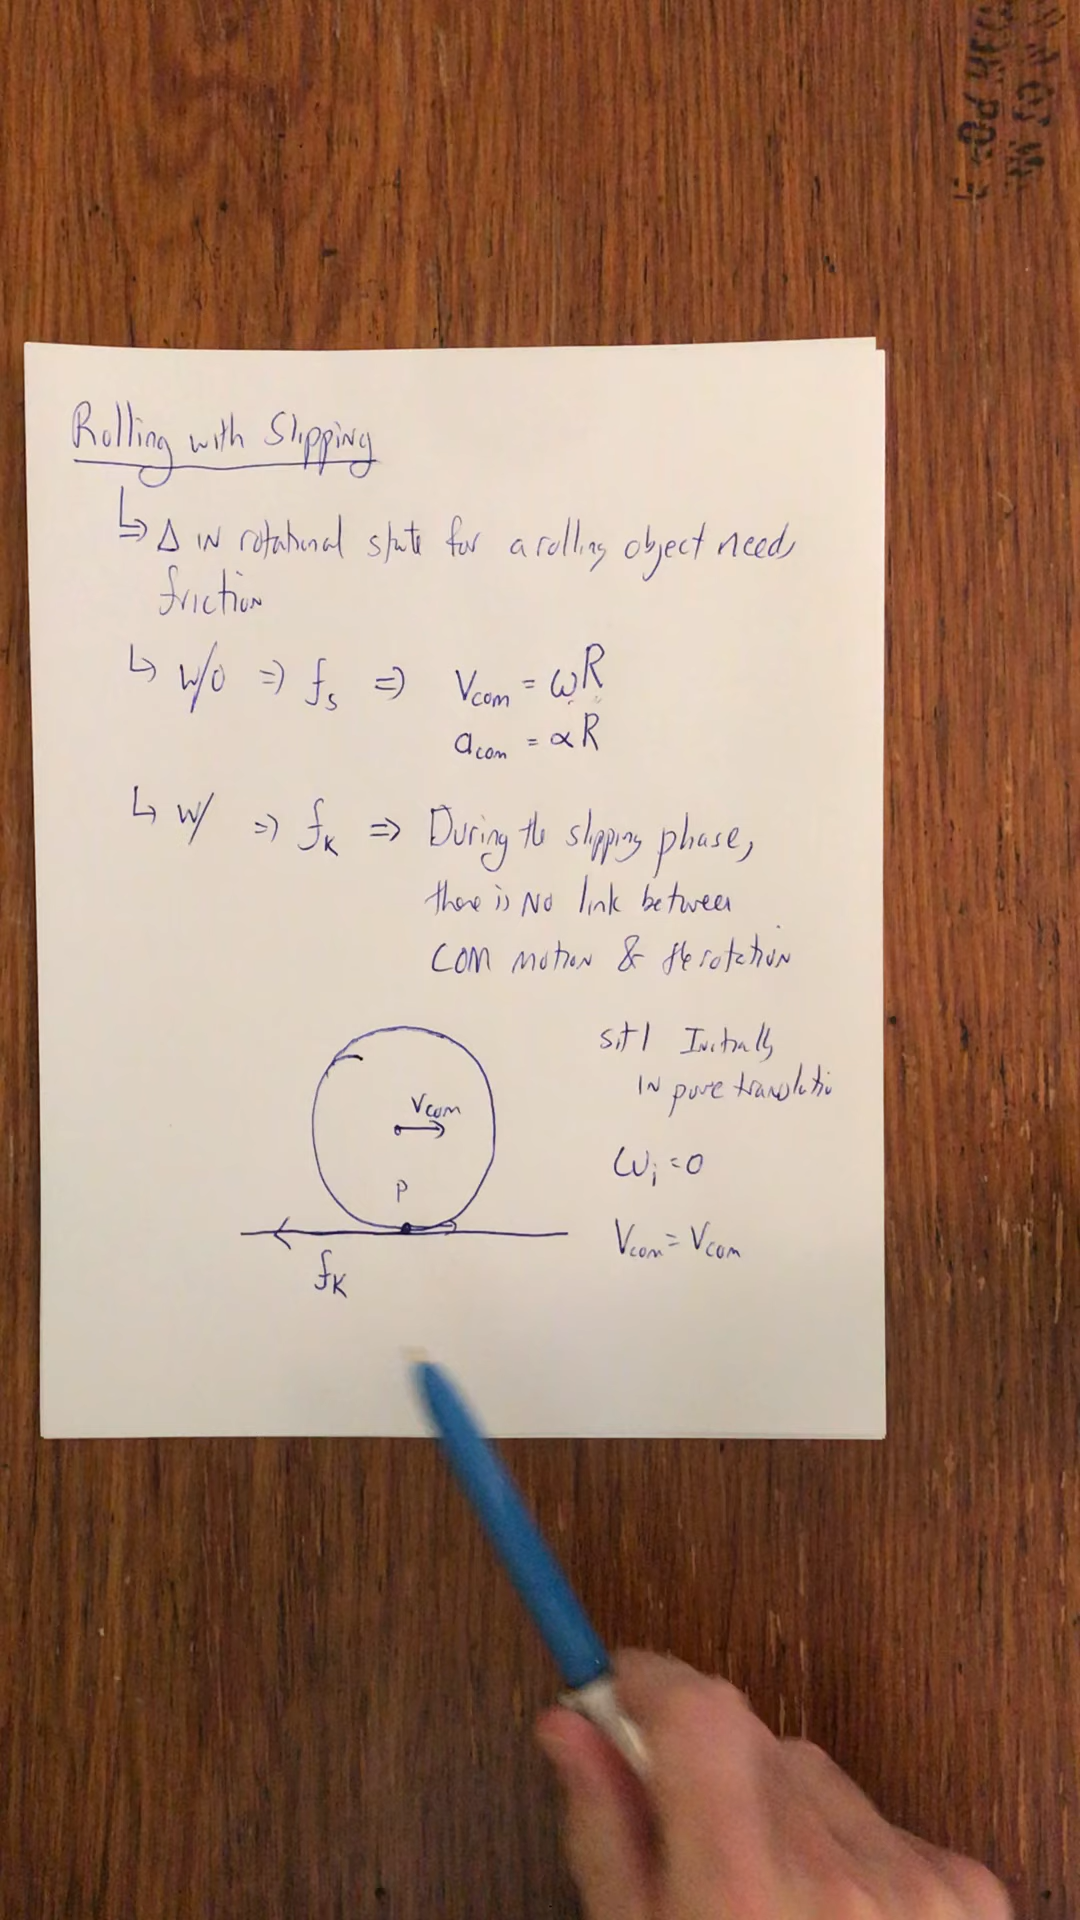 Rolling with Slipping
↳ Δ in rotational state for a rolling object needs
friction
↳ w/o ⇒ fs ⇒ Vcom = ωR
acom = αR
↳ w/ ⇒ fK ⇒ During the slipping phase,
there is no link between
COM motion & the rotation
sit 1 Initially
in pure translatio
ωi = 0
Vcom = Vcom
Vcom
P
fK